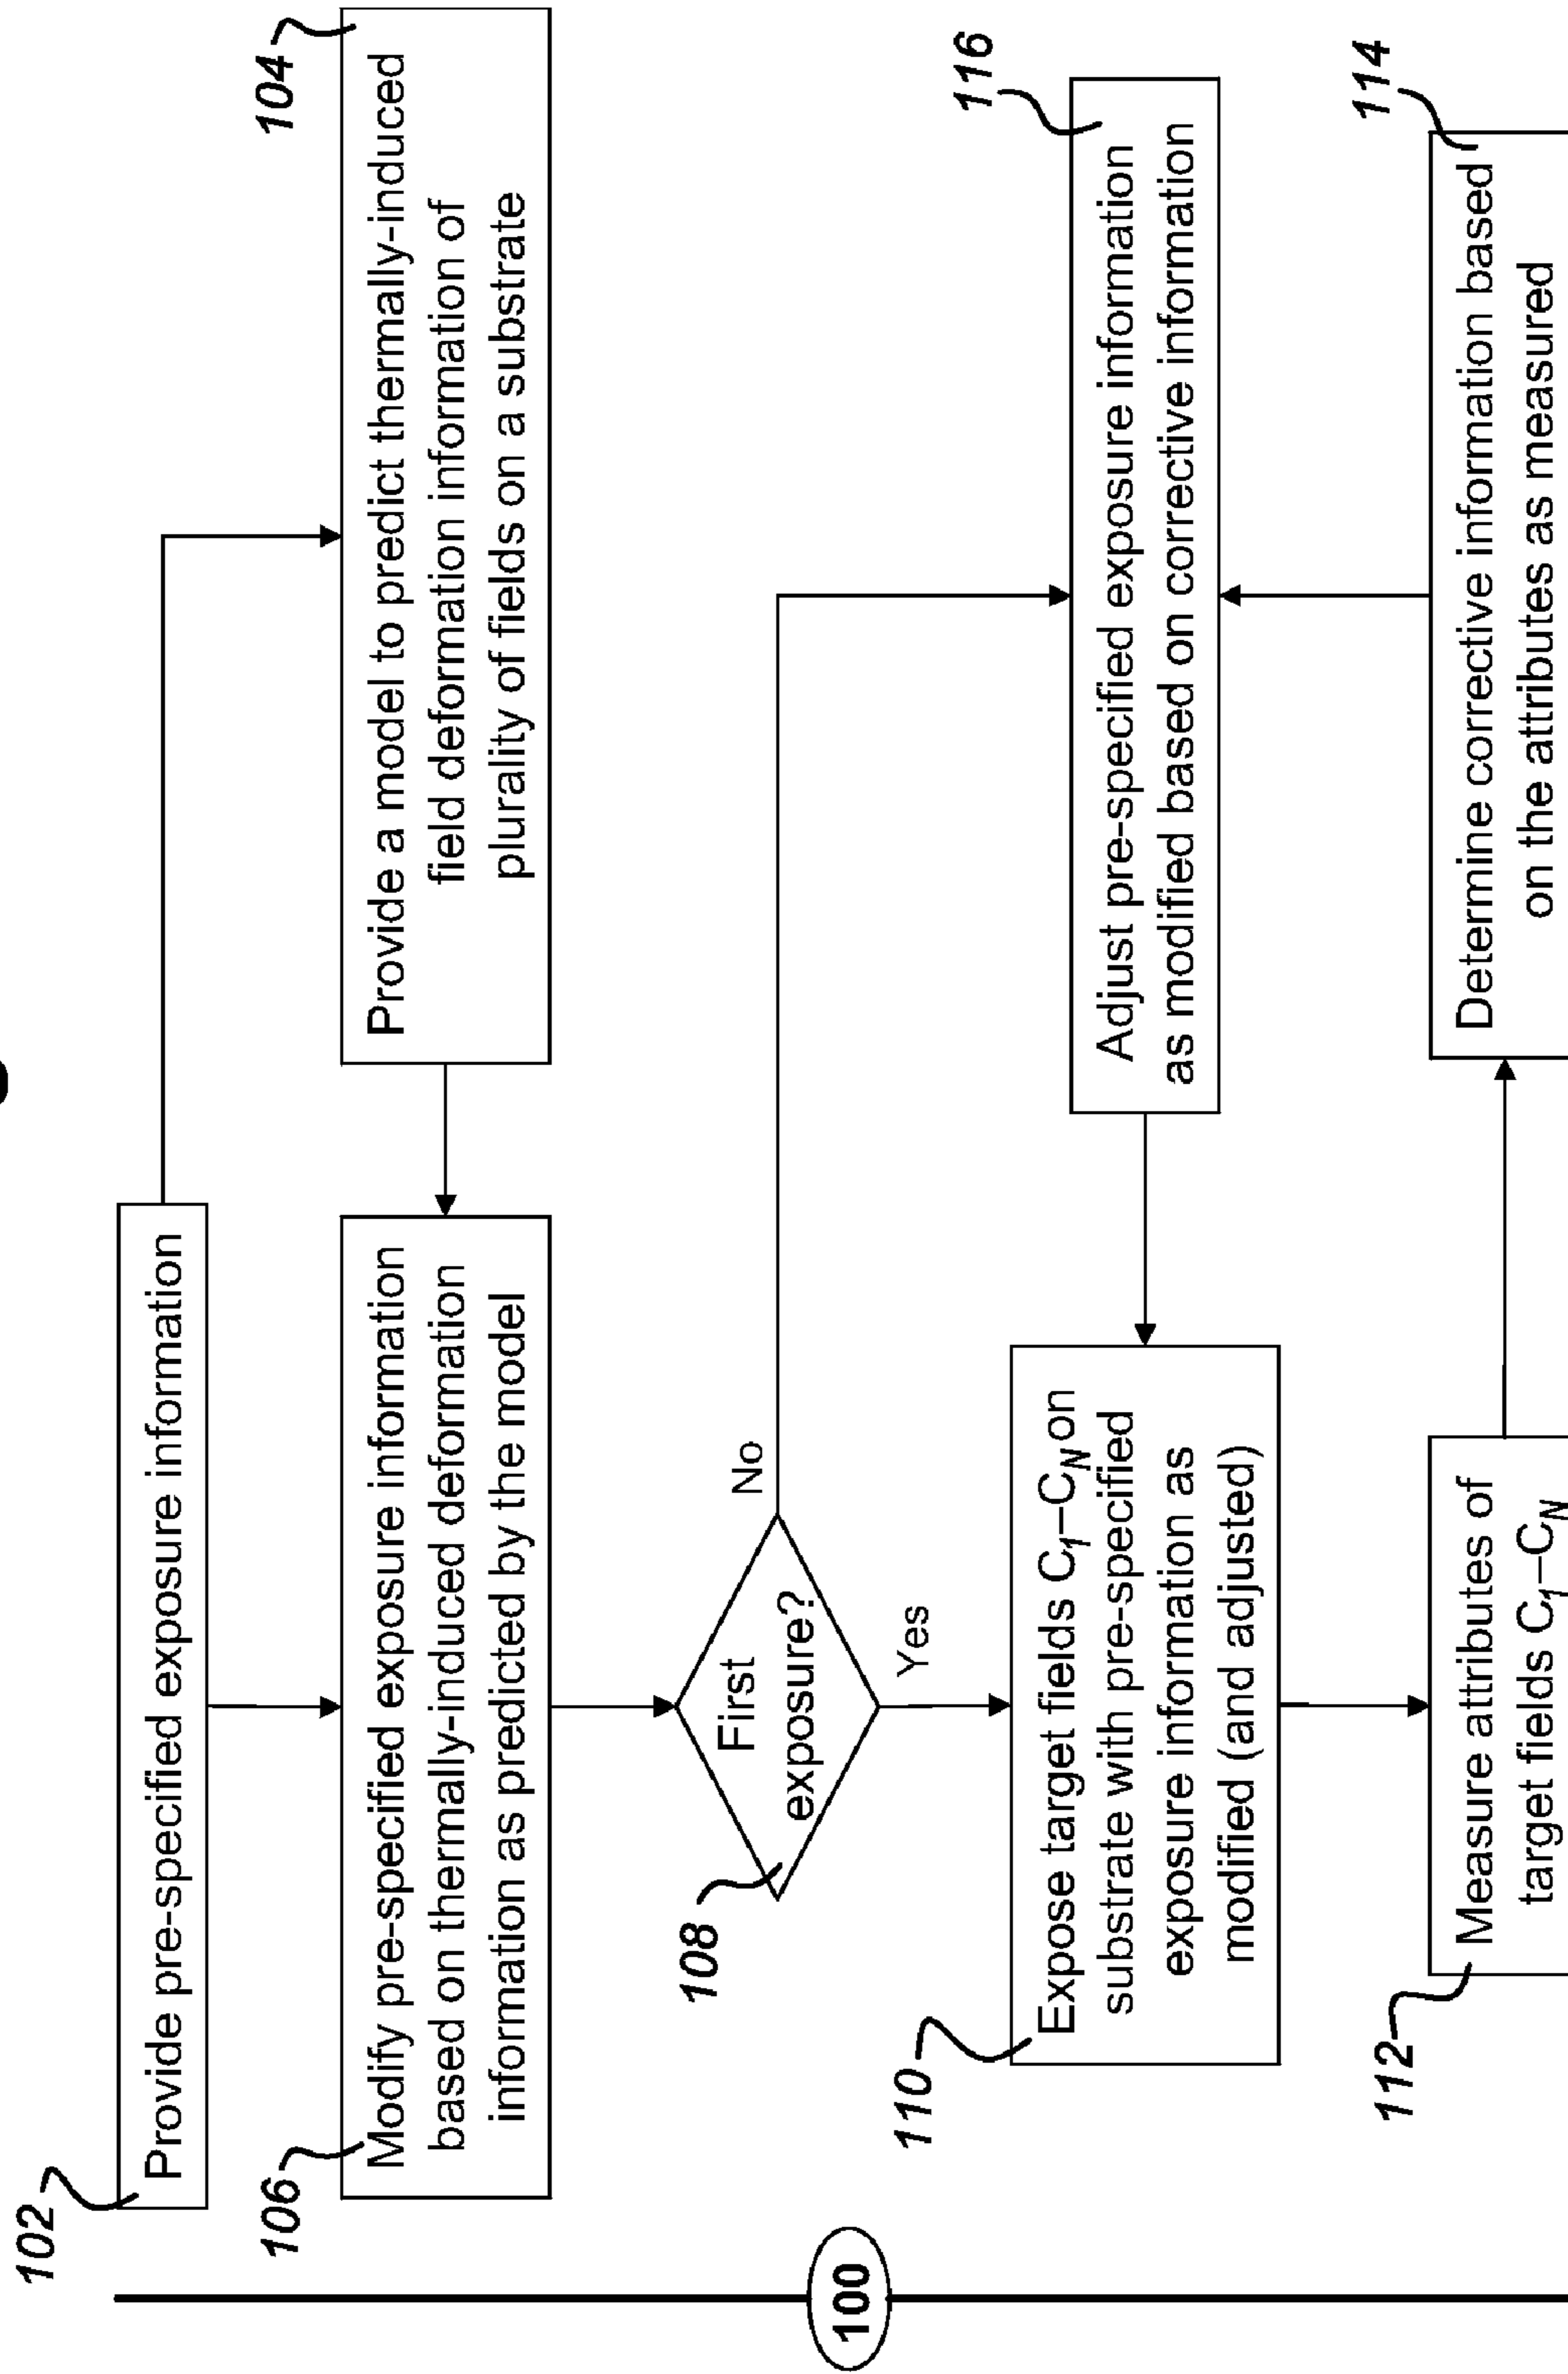 102
Provide pre-specified exposure information
104
Provide a model to predict thermally-induced
field deformation information of
plurality of fields on a substrate
106
Modify pre-specified exposure information
based on thermally-induced deformation
information as predicted by the model
108
First
exposure?
No
Yes
100
110
Expose target fields C1–CN on
substrate with pre-specified
exposure information as
modified (and adjusted)
116
Adjust pre-specified exposure information
as modified based on corrective information
112
Measure attributes of
target fields C1–CN
114
Determine corrective information based
on the attributes as measured